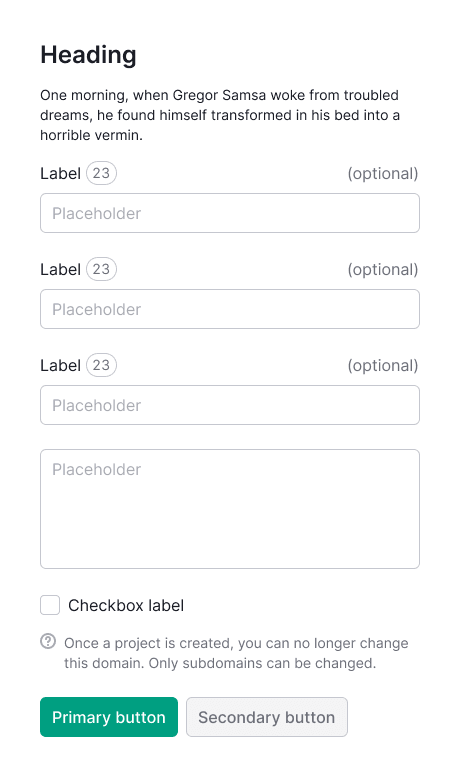 Heading
One morning, when Gregor Samsa woke from troubled
dreams, he found himself transformed in his bed into a
horrible vermin.
Label 23 (optional)
Placeholder
Label 23 (optional)
Placeholder
Label 23 (optional)
Placeholder
Placeholder
Checkbox label
? Once a project is created, you can no longer change
this domain. Only subdomains can be changed.
Primary button Secondary button